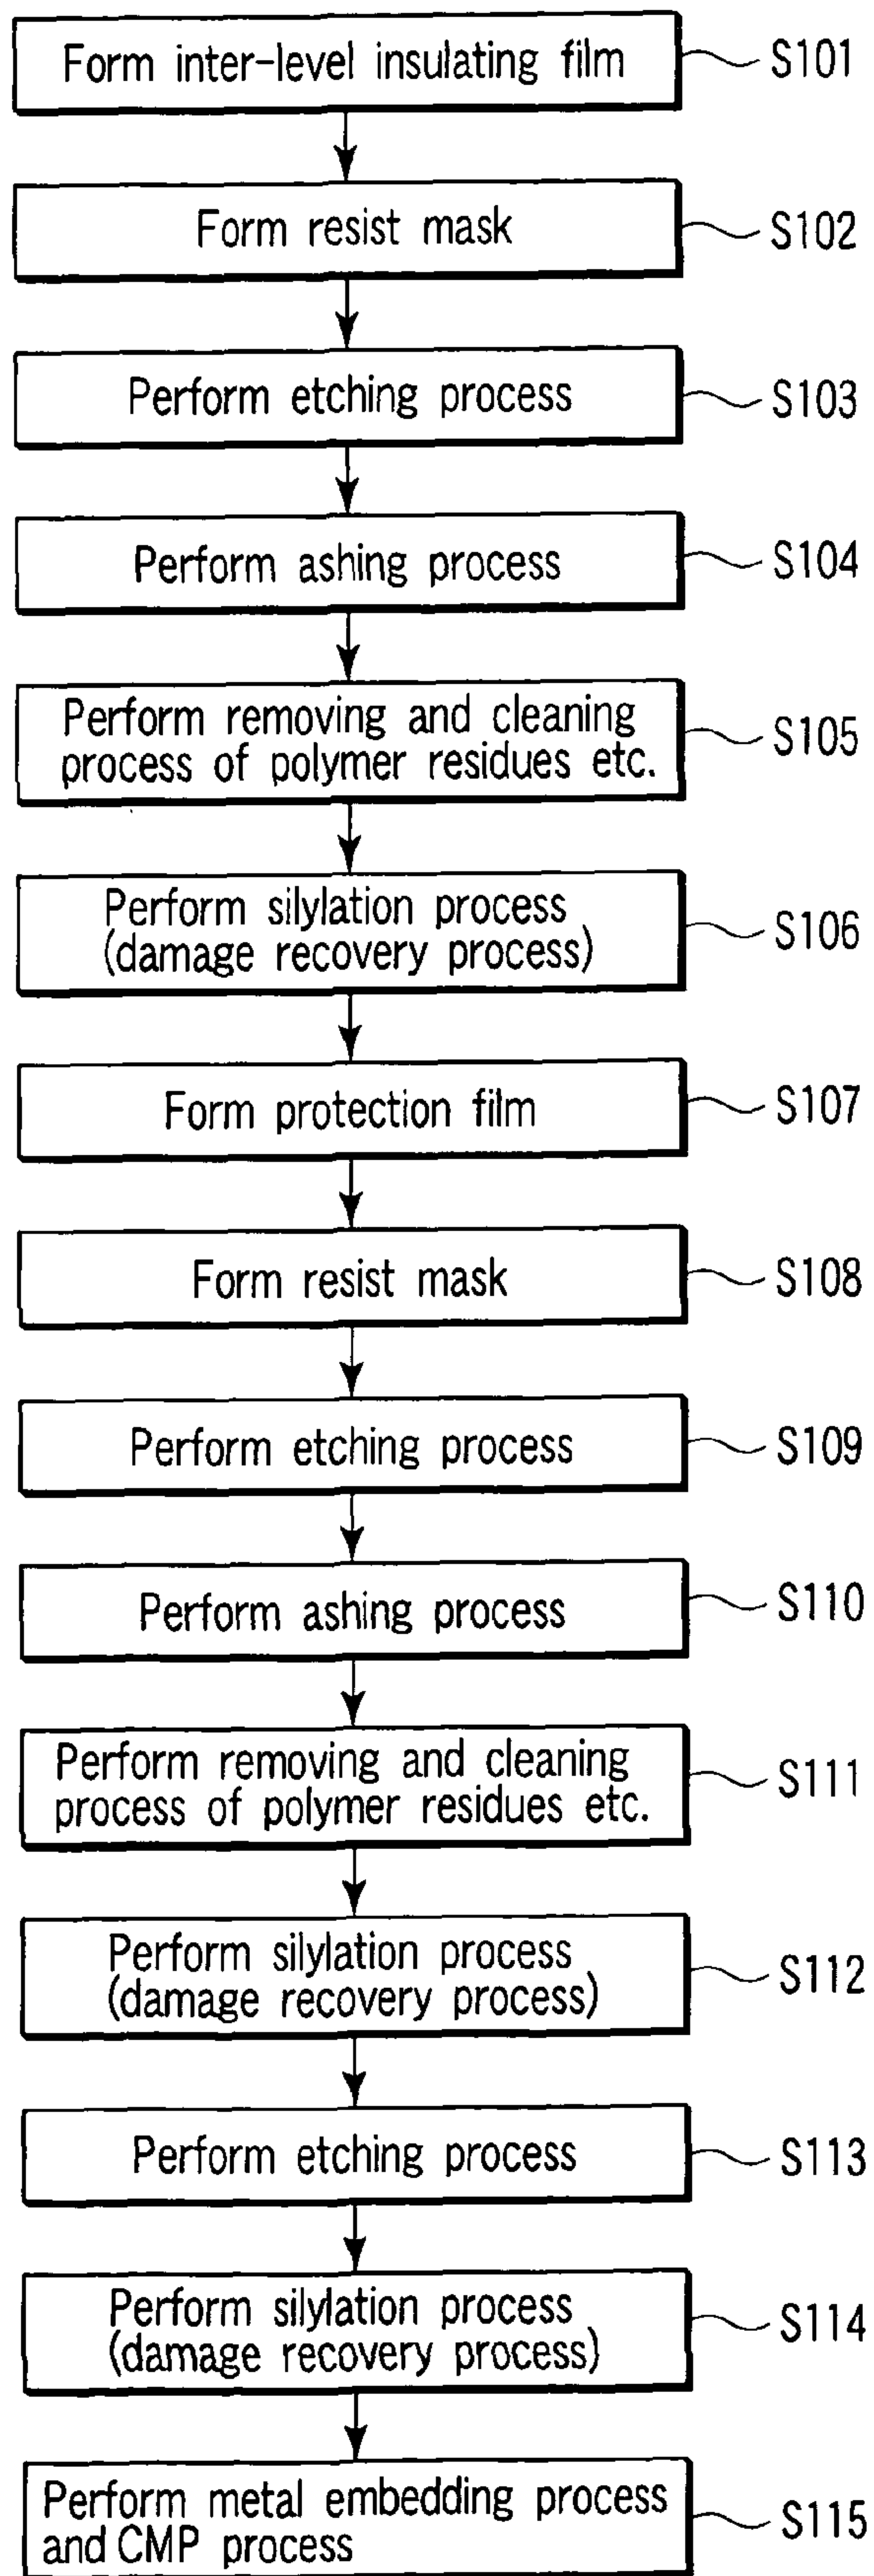 Form inter-level insulating film
S101
Form resist mask
S102
Perform etching process
S103
Perform ashing process
S104
Perform removing and cleaning
process of polymer residues etc.
S105
Perform silylation process
(damage recovery process)
S106
Form protection film
S107
Form resist mask
S108
Perform etching process
S109
Perform ashing process
S110
Perform removing and cleaning
process of polymer residues etc.
S111
Perform silylation process
(damage recovery process)
S112
Perform etching process
S113
Perform silylation process
(damage recovery process)
S114
Perform metal embedding process
and CMP process
S115